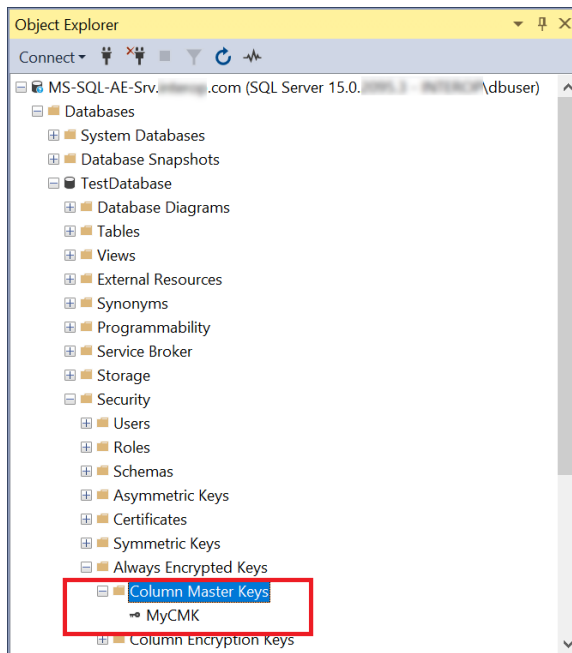 Object Explorer
Connect
MS-SQL-AE-Srv. .com (SQL Server 15.0. \dbuser)
Databases
System Databases
Database Snapshots
TestDatabase
Database Diagrams
Tables
Views
External Resources
Synonyms
Programmability
Service Broker
Storage
Security
Users
Roles
Schemas
Asymmetric Keys
Certificates
Symmetric Keys
Always Encrypted Keys
Column Master Keys
MyCMK
Column Encryption Keys